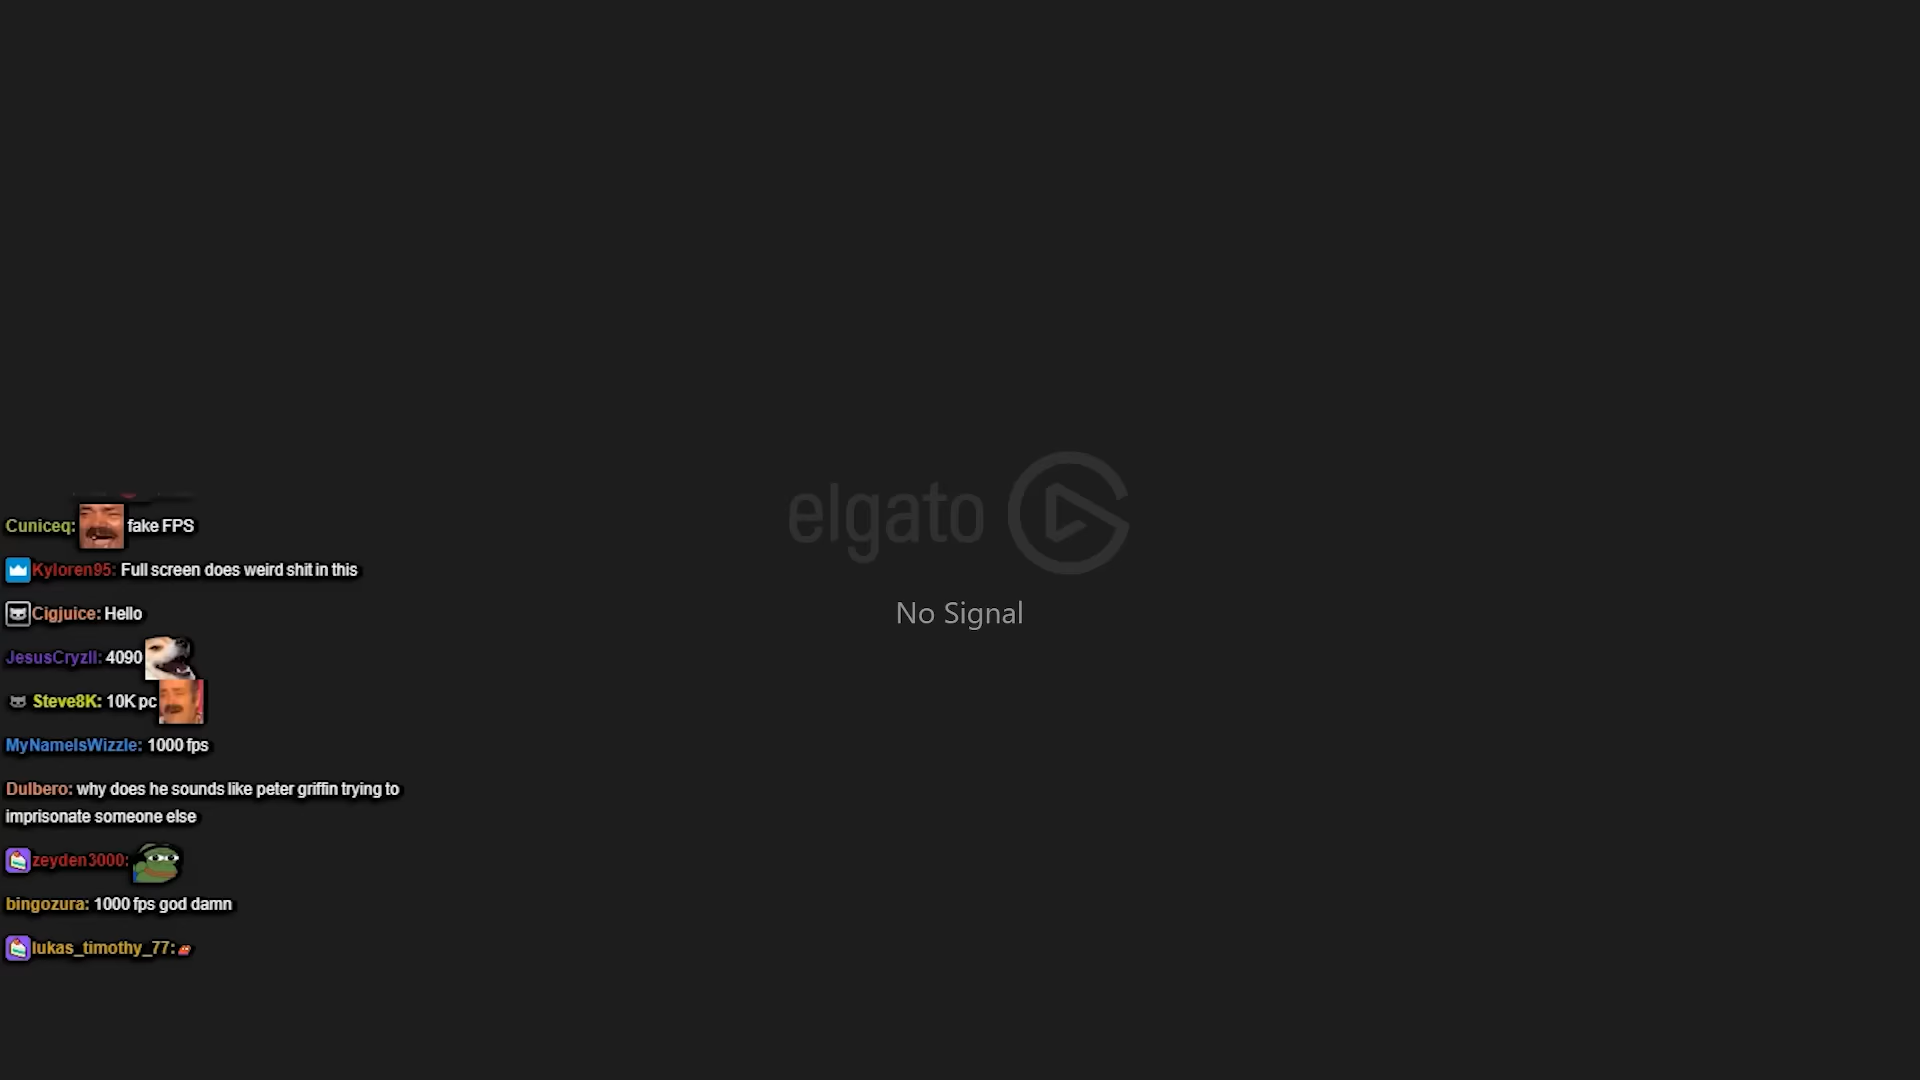 Cuniceq: fake FPS
Kyloren95: Full screen does weird shit in this
Cigjuice: Hello
JesusCryzII: 4090
Steve8K: 10K pc
MyNameIsWizzle: 1000 fps
Dulbero: why does he sounds like peter griffin trying to
imprisonate someone else
zeyden3000:
bingozura: 1000 fps god damn
lukas_timothy_77:
elgato
No Signal